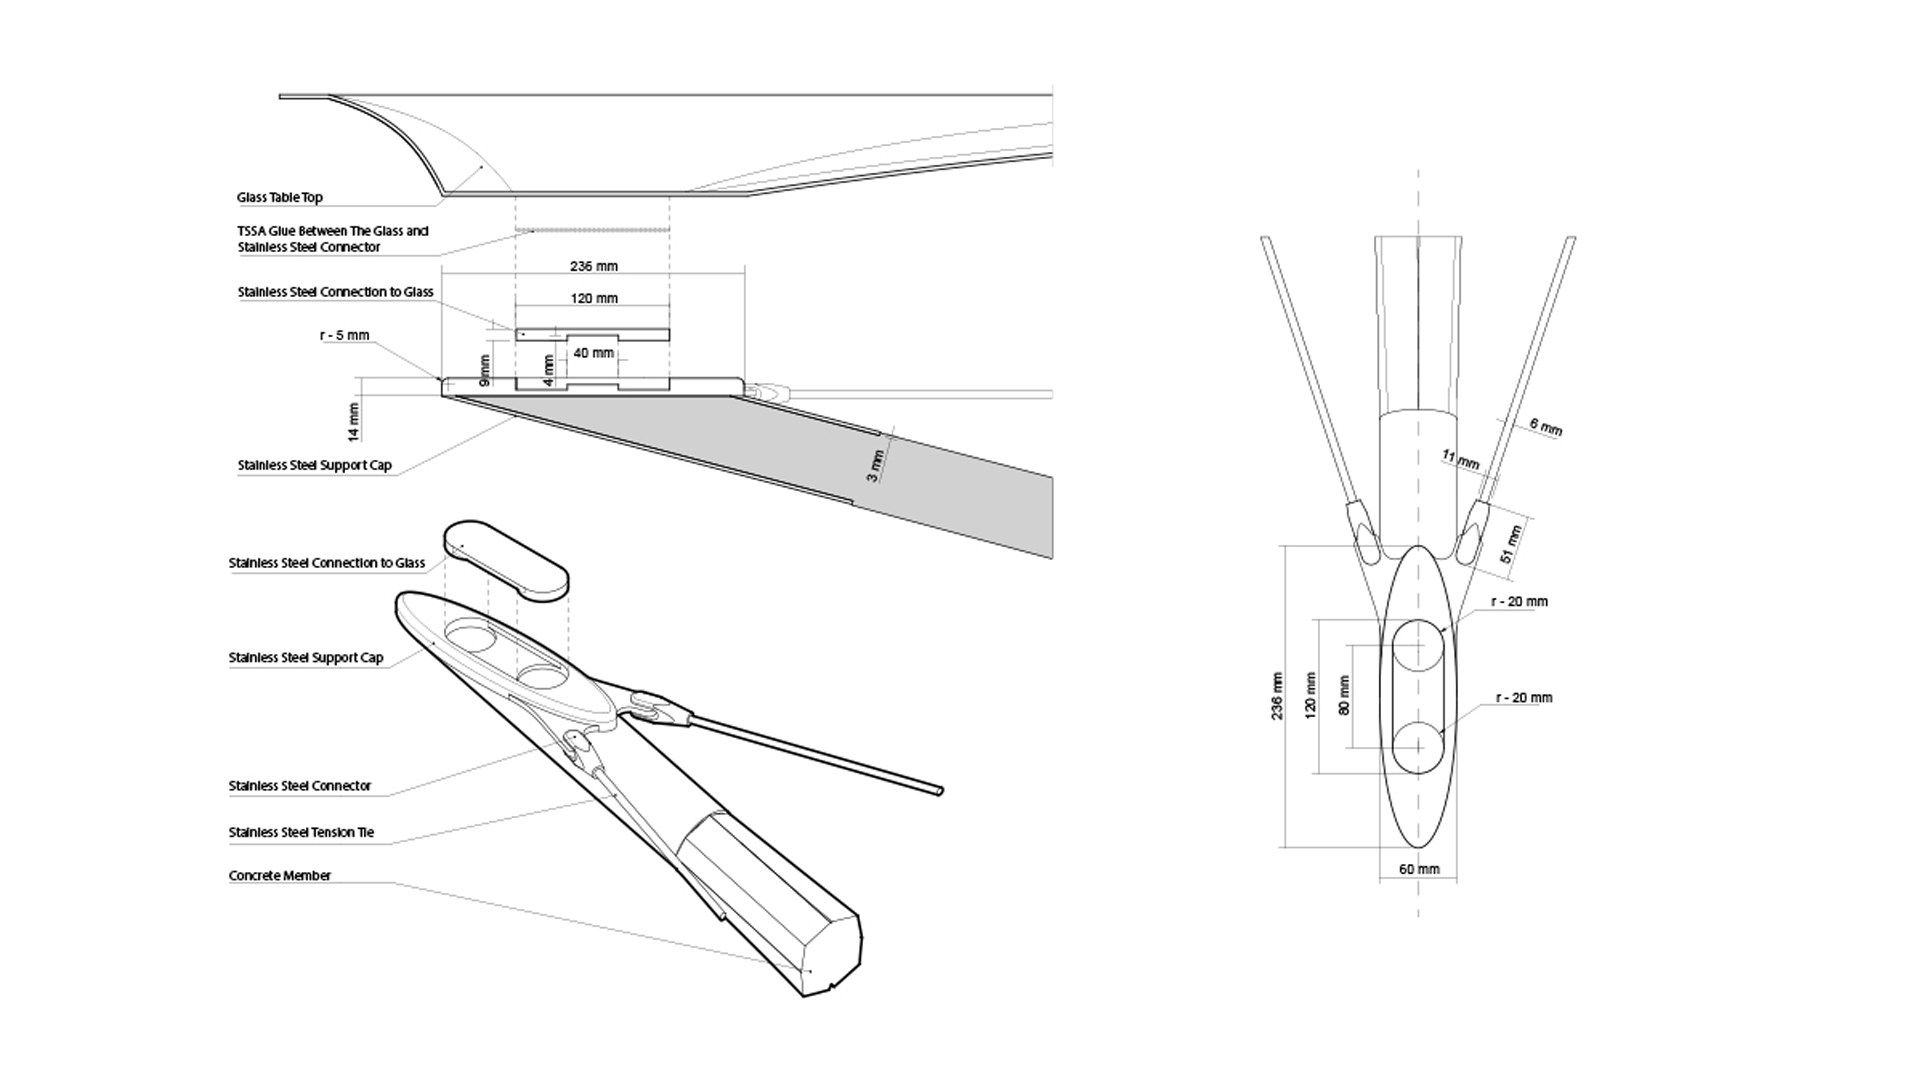 Glass Table Top
TSSA Glue Between The Glass and
Stainless Steel Connector
236 mm
Stainless Steel Connection to Glass
120 mm
r - 5 mm
40 mm
9 mm
4 mm
14 mm
Stainless Steel Support Cap
3 mm
Stainless Steel Connection to Glass
Stainless Steel Support Cap
Stainless Steel Connector
Stainless Steel Tension Tie
Concrete Member
6 mm
11 mm
51 mm
r - 20 mm
236 mm
120 mm
80 mm
r - 20 mm
60 mm